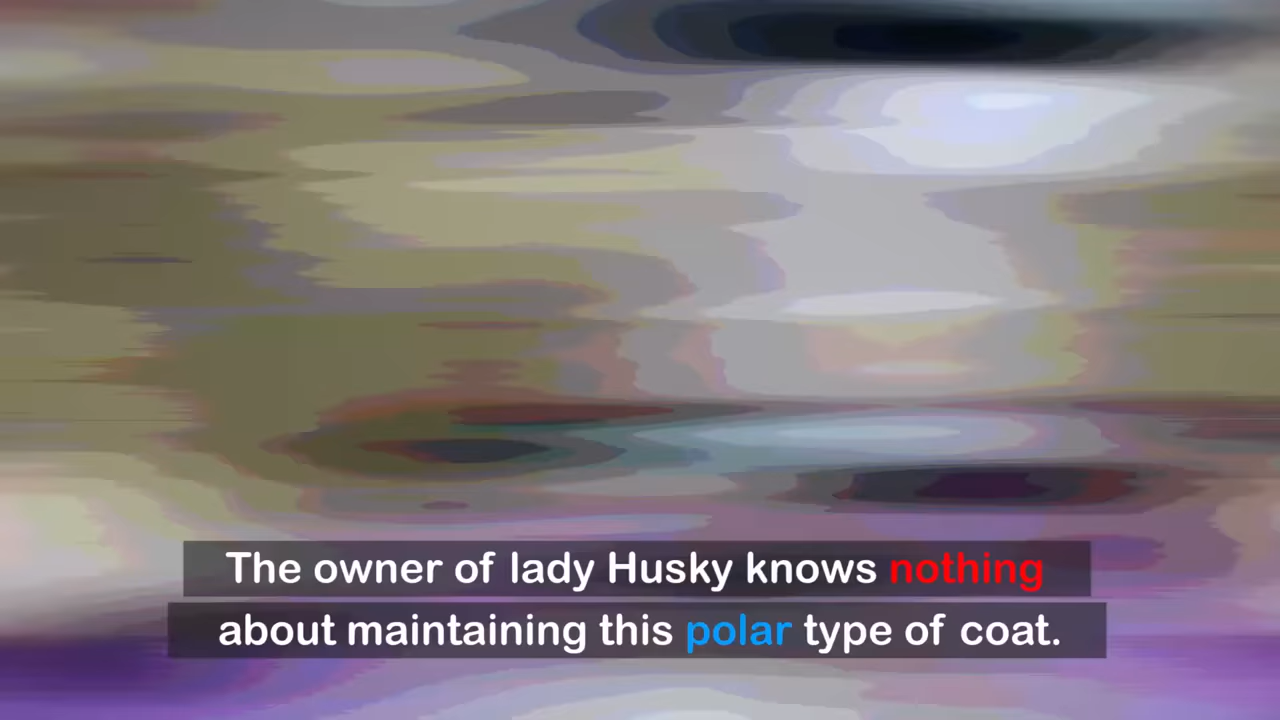 The owner of lady Husky knows nothing
about maintaining this polar type of coat.